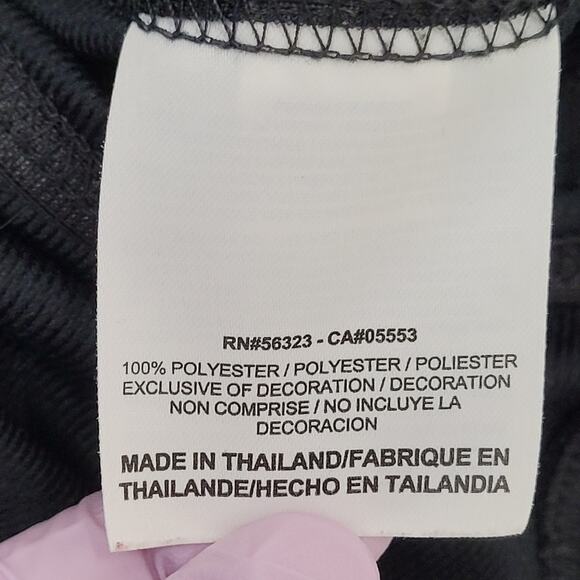 RN#56323 - CA#05553
100% POLYESTER / POLYESTER / POLIESTER
EXCLUSIVE OF DECORATION / DECORATION
NON COMPRISE / NO INCLUYE LA
DECORACION
MADE IN THAILAND/FABRIQUE EN
THAILANDE/HECHO EN TAILANDIA